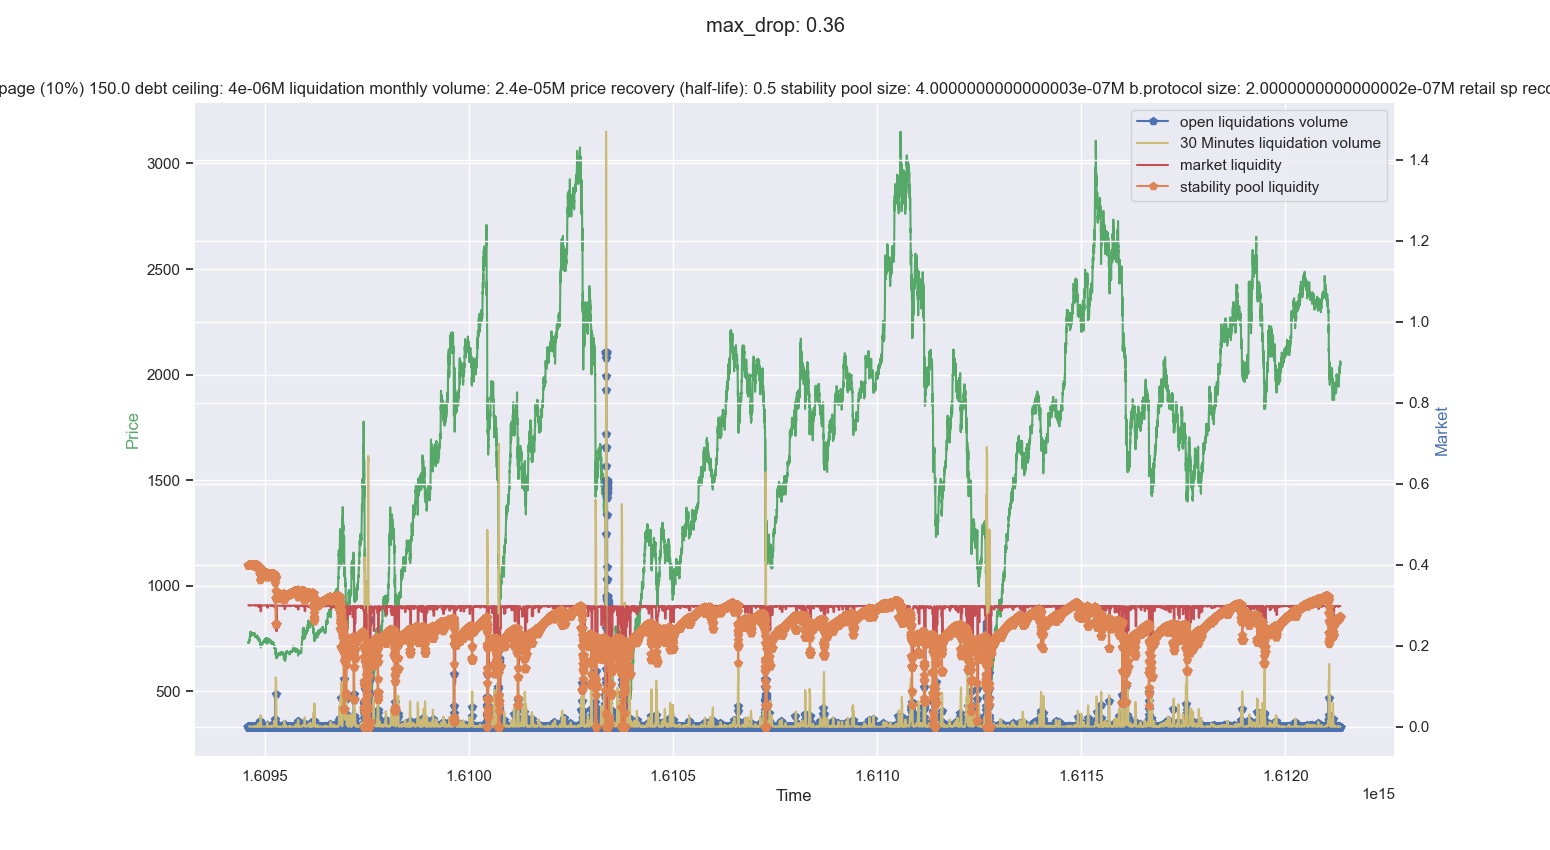 max_drop: 0.36
page (10%) 150.0 debt ceiling: 4e-06M liquidation monthly volume: 2.4e-05M price recovery (half-life): 0.5 stability pool size: 4.0000000000000003e-07M b.protocol size: 2.0000000000000002e-07M retail sp reco
open liquidations volume
30 Minutes liquidation volume
market liquidity
stability pool liquidity
3000
2500
2000
1500
1000
500
Price
1.4
1.2
1.0
0.8
0.6
0.4
0.2
0.0
Market
1.6095
1.6100
1.6105
1.6110
1.6115
1.6120
Time
1e15